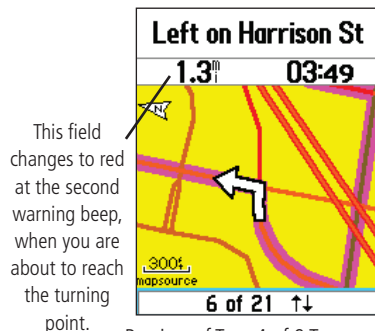 Left on Harrison St
1.3mi 03:49
This field
changes to red
at the second
warning beep,
when you are
about to reach
the turning
point.
300ft
mapsource
6 of 21 ↑↓